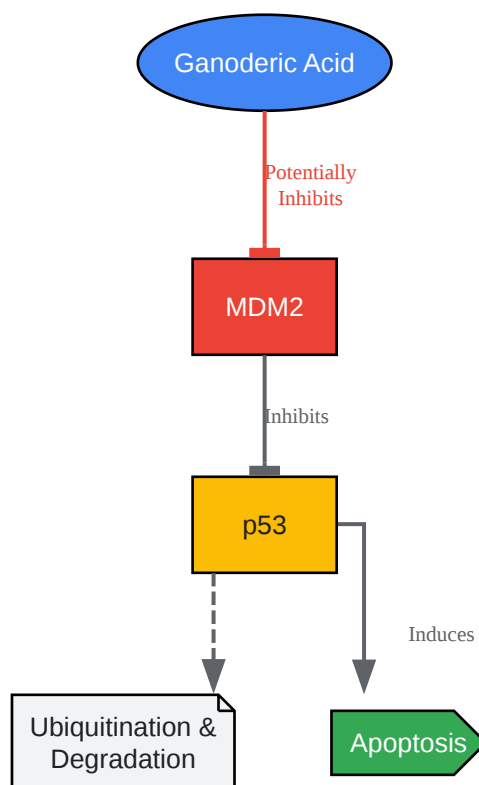 Ganoderic Acid
Potentially
Inhibits
MDM2
Inhibits
p53
Induces
Ubiquitination &
Degradation
Apoptosis